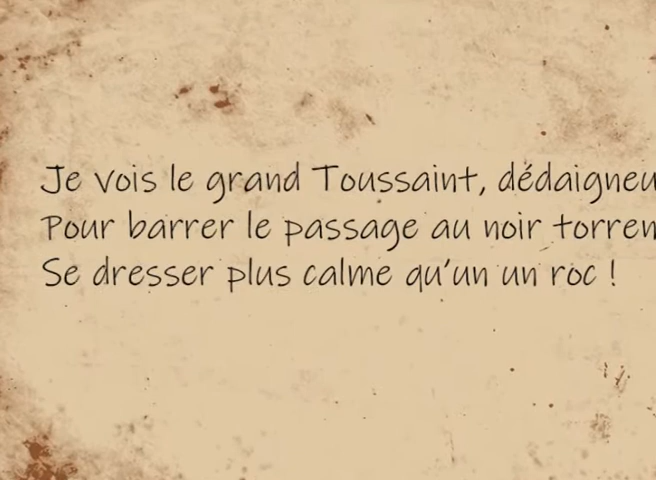 Je vois le grand Toussaint, dédaigneu
Pour barrer le passage au noir torren
Se dresser plus calme qu'un un roc !